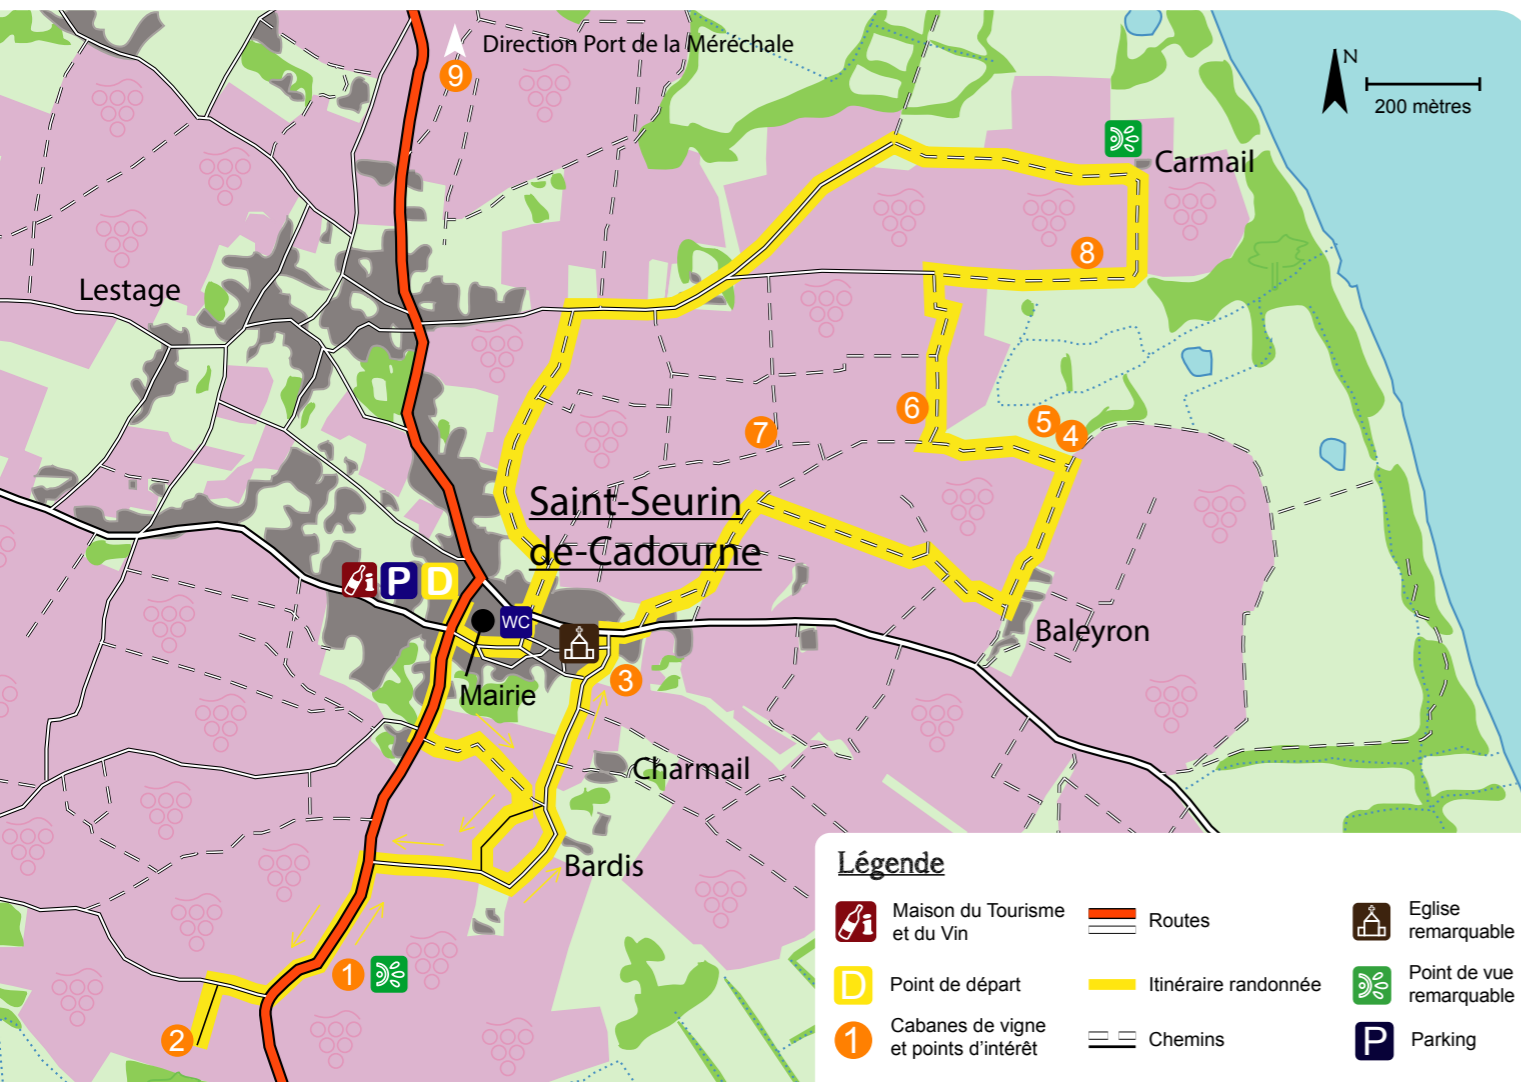 Direction Port de la Méréchale
9
N
200 mètres
Carmail
8
Lestage
6
5
4
7
Saint-Seurin
de-Cadourne
i
P
D
WC
Baleyron
3
Mairie
Charmail
Bardis
1
2
Légende
i
Maison du Tourisme
et du Vin
Routes
Eglise
remarquable
D
Point de départ
Itinéraire randonnée
Point de vue
remarquable
1
Cabanes de vigne
et points d'intérêt
Chemins
P
Parking